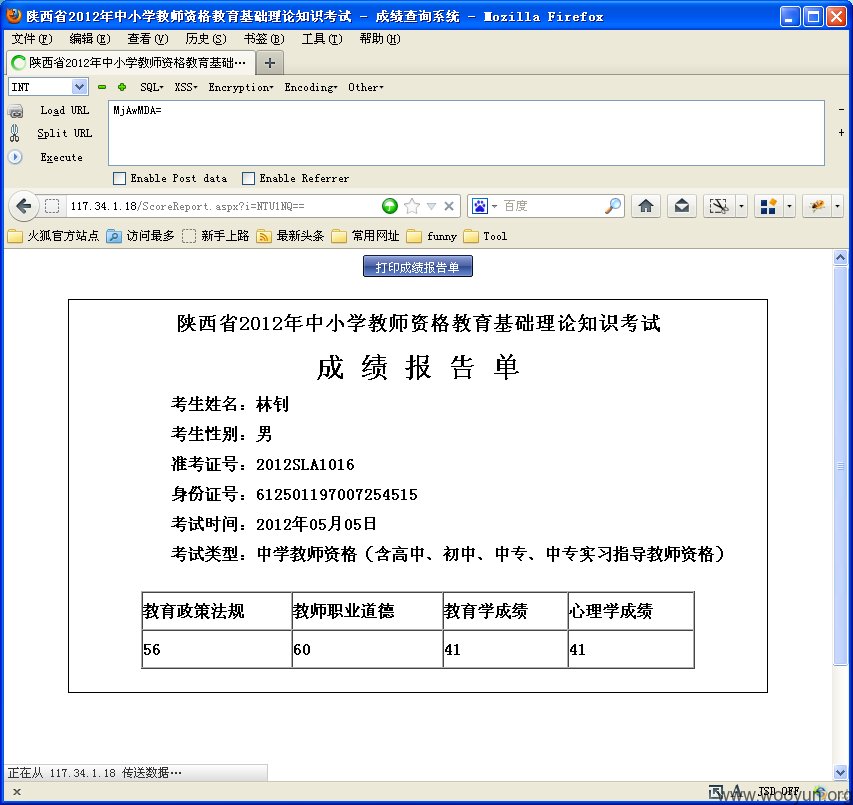 陕西省2012年中小学教师资格教育基础理论知识考试 - 成绩查询系统 - Mozilla Firefox
文件(F) 编辑(E) 查看(V) 历史(S) 书签(B) 工具(T) 帮助(H)
陕西省2012年中小学教师资格教育基础…
INT SQL XSS Encryption Encoding Other
Load URL MjAwMDA=
Split URL
Execute
Enable Post data Enable Referrer
117.34.1.18/ScoreReport.aspx?i=NTU1NQ== 百度
火狐官方站点 访问最多 新手上路 最新头条 常用网址 funny Tool
打印成绩报告单
陕西省2012年中小学教师资格教育基础理论知识考试
成 绩 报 告 单
考生姓名：林钊
考生性别：男
准考证号：2012SLA1016
身份证号：612501197007254515
考试时间：2012年05月05日
考试类型：中学教师资格（含高中、初中、中专、中专实习指导教师资格）
教育政策法规 教师职业道德 教育学成绩 心理学成绩
56 60 41 41
正在从 117.34.1.18 传送数据…
JSD OFF
www.wooyun.org